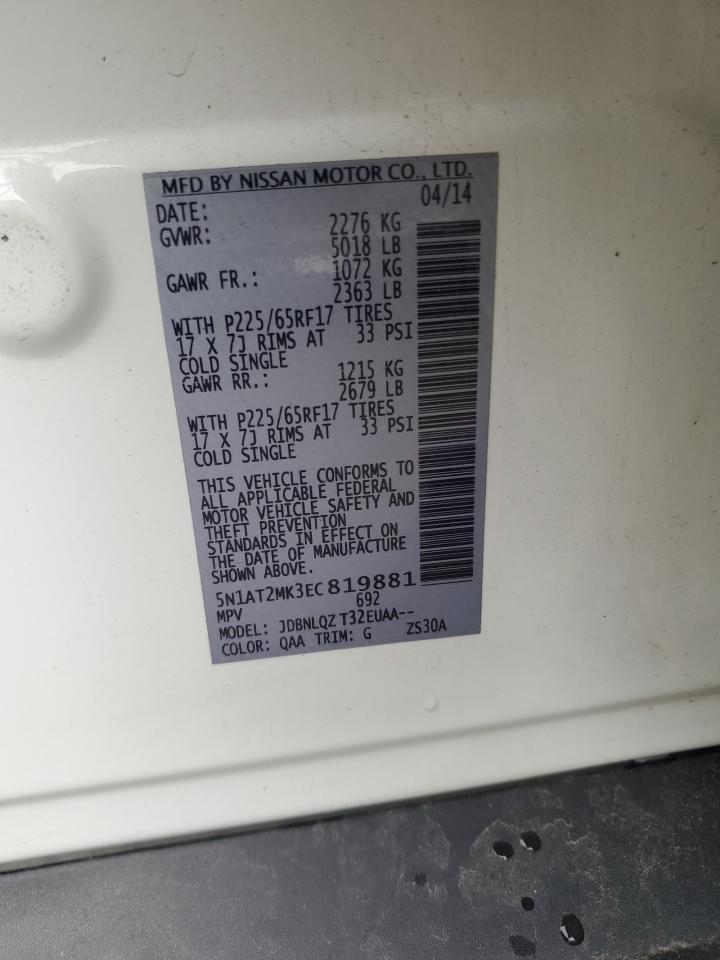 MFD BY NISSAN MOTOR CO., LTD.
DATE: 04/14
GVWR: 2276 KG
5018 LB
GAWR FR.: 1072 KG
2363 LB
WITH P225/65RF17 TIRES
17 X 7J RIMS AT 33 PSI
COLD SINGLE
GAWR RR.: 1215 KG
2679 LB
WITH P225/65RF17 TIRES
17 X 7J RIMS AT 33 PSI
COLD SINGLE
THIS VEHICLE CONFORMS TO
ALL APPLICABLE FEDERAL
MOTOR VEHICLE SAFETY AND
THEFT PREVENTION
STANDARDS IN EFFECT ON
THE DATE OF MANUFACTURE
SHOWN ABOVE.
5N1AT2MK3EC819881
MPV 692
MODEL: JDBNLQZ T32EUAA--
COLOR: QAA TRIM: G ZS30A